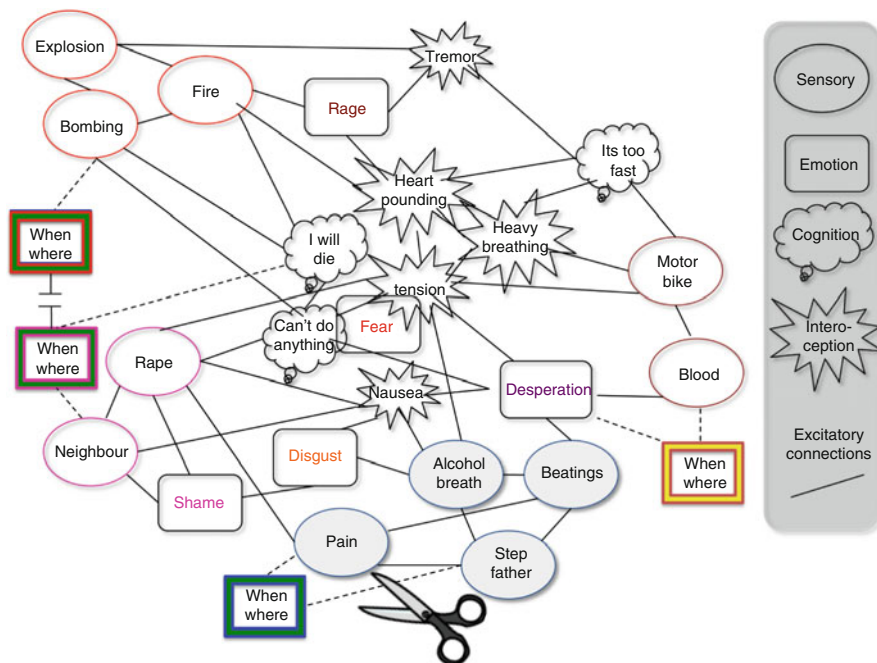 Explosion
Tremor
Sensory
Fire
Rage
Bombing
Its too
fast
Emotion
Heart
pounding
When
where
I will
die
Heavy
breathing
Cognition
Motor
bike
tension
Can't do
anything
Fear
Intero-
ception
When
where
Rape
Blood
Nausea
Desperation
Neighbour
Disgust
Alcohol
breath
Beatings
When
where
Excitatory
connections
Shame
Pain
Step
father
When
where